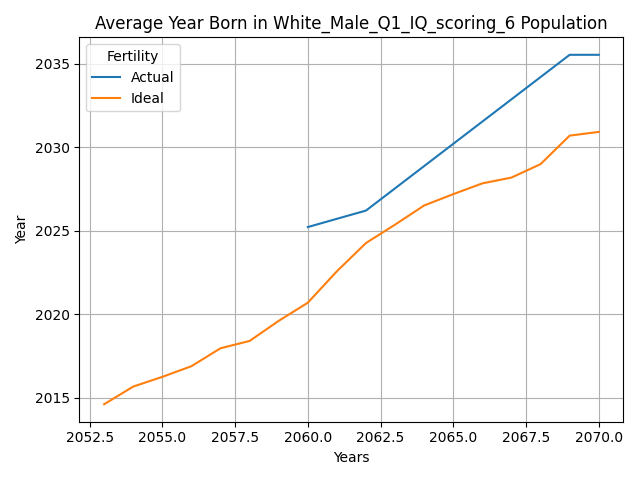 Average Year Born in White_Male_Q1_IQ_scoring_6 Population
Fertility
Actual
Ideal
Year
2035
2030
2025
2020
2015
2052.5 2055.0 2057.5 2060.0 2062.5 2065.0 2067.5 2070.0
Years